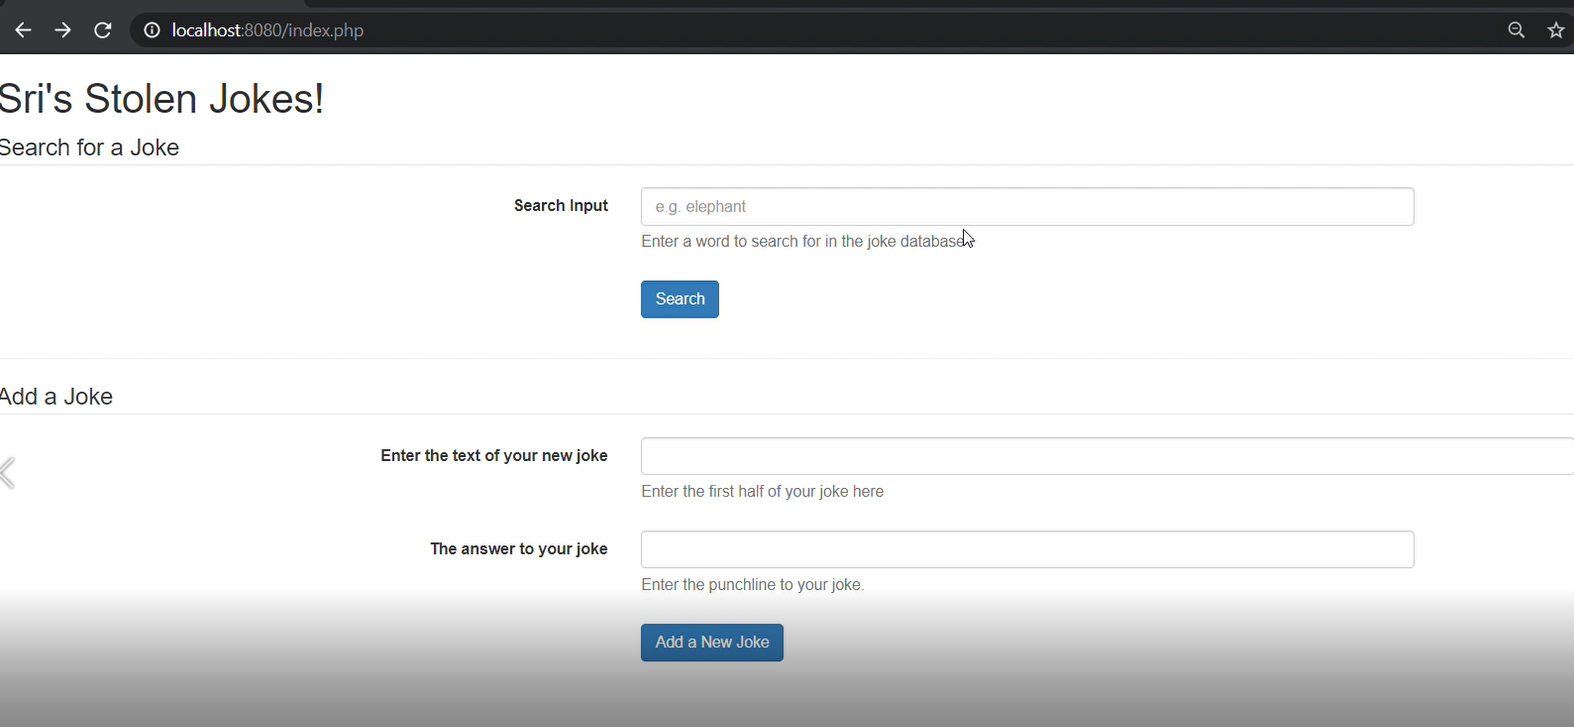 localhost:8080/index.php
Sri's Stolen Jokes!
Search for a Joke
Search Input
e.g. elephant
Enter a word to search for in the joke database
Search
Add a Joke
Enter the text of your new joke
Enter the first half of your joke here
The answer to your joke
Enter the punchline to your joke.
Add a New Joke